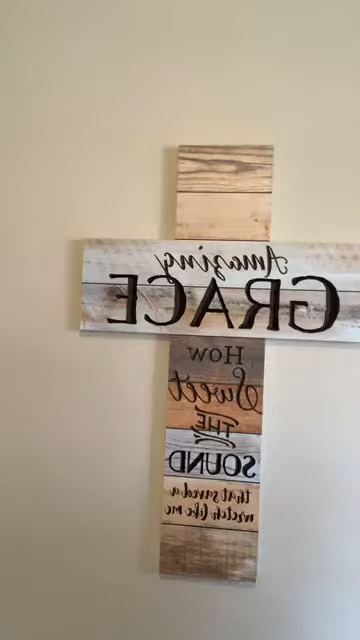 Amazing
GRACE
How
Sweet
THE
SOUND
that saved a
wretch like me